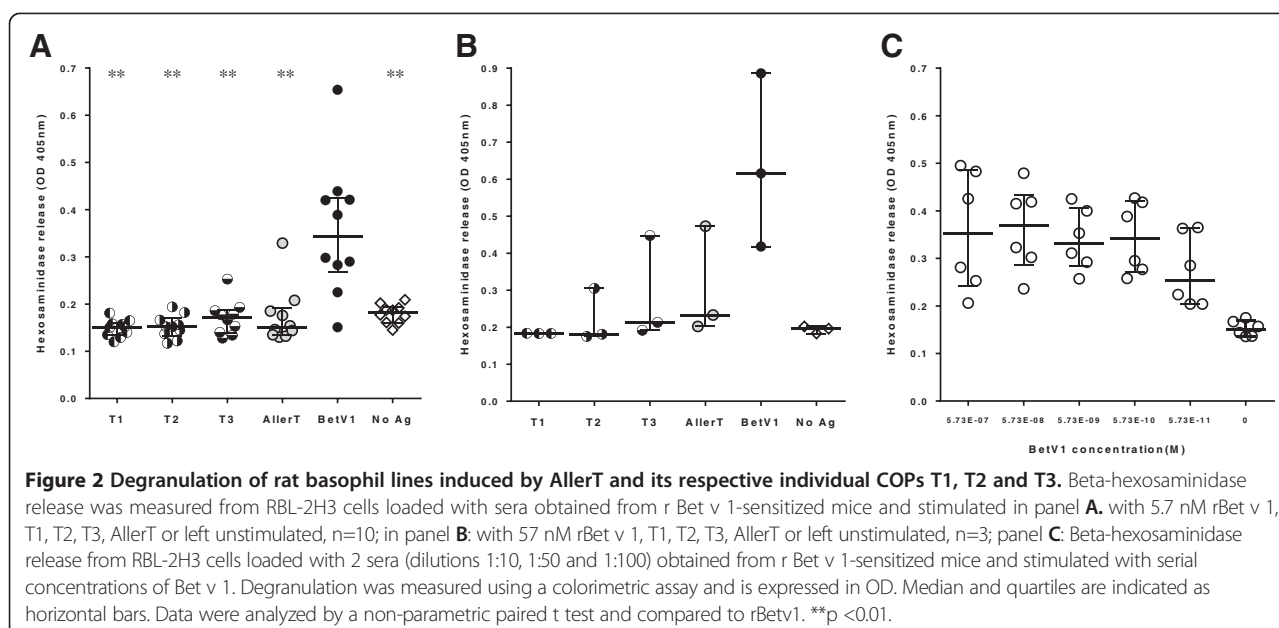 A
B
C
** ** ** ** **
Hexosaminidase release (OD 405nm)
0.7
0.6
0.5
0.4
0.3
0.2
0.1
0.0
T1 T2 T3 AllerT BetV1 No Ag
Hexosaminidase release (OD 405nm)
0.9
0.8
0.7
0.6
0.5
0.4
0.3
0.2
0.1
0.0
T1 T2 T3 AllerT BetV1 No Ag
Hexosaminidase release (OD 405nm)
0.7
0.6
0.5
0.4
0.3
0.2
0.1
0.0
5.73E-07 5.73E-08 5.73E-09 5.73E-10 5.73E-11 0
BetV1 concentration(M)
Figure 2 Degranulation of rat basophil lines induced by AllerT and its respective individual COPs T1, T2 and T3. Beta-hexosaminidase
release was measured from RBL-2H3 cells loaded with sera obtained from r Bet v 1-sensitized mice and stimulated in panel A. with 5.7 nM rBet v 1,
T1, T2, T3, AllerT or left unstimulated, n=10; in panel B: with 57 nM rBet v 1, T1, T2, T3, AllerT or left unstimulated, n=3; panel C: Beta-hexosaminidase
release from RBL-2H3 cells loaded with 2 sera (dilutions 1:10, 1:50 and 1:100) obtained from r Bet v 1-sensitized mice and stimulated with serial
concentrations of Bet v 1. Degranulation was measured using a colorimetric assay and is expressed in OD. Median and quartiles are indicated as
horizontal bars. Data were analyzed by a non-parametric paired t test and compared to rBetv1. **p <0.01.